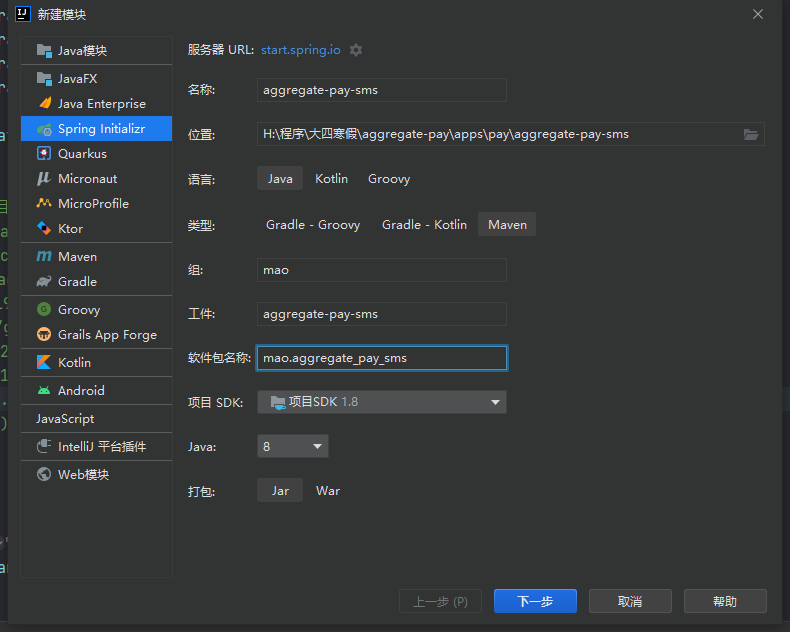 新建模块
Java模块
JavaFX
Java Enterprise
Spring Initializr
Quarkus
Micronaut
MicroProfile
Ktor
Maven
Gradle
Groovy
Grails App Forge
Kotlin
Android
JavaScript
IntelliJ 平台插件
Web模块
服务器 URL: start.spring.io
名称: aggregate-pay-sms
位置: H:\程序\大四寒假\aggregate-pay\apps\pay\aggregate-pay-sms
语言: Java Kotlin Groovy
类型: Gradle - Groovy Gradle - Kotlin Maven
组: mao
工件: aggregate-pay-sms
软件包名称: mao.aggregate_pay_sms
项目 SDK: 项目SDK 1.8
Java: 8
打包: Jar War
上一步 (P) 下一步 取消 帮助